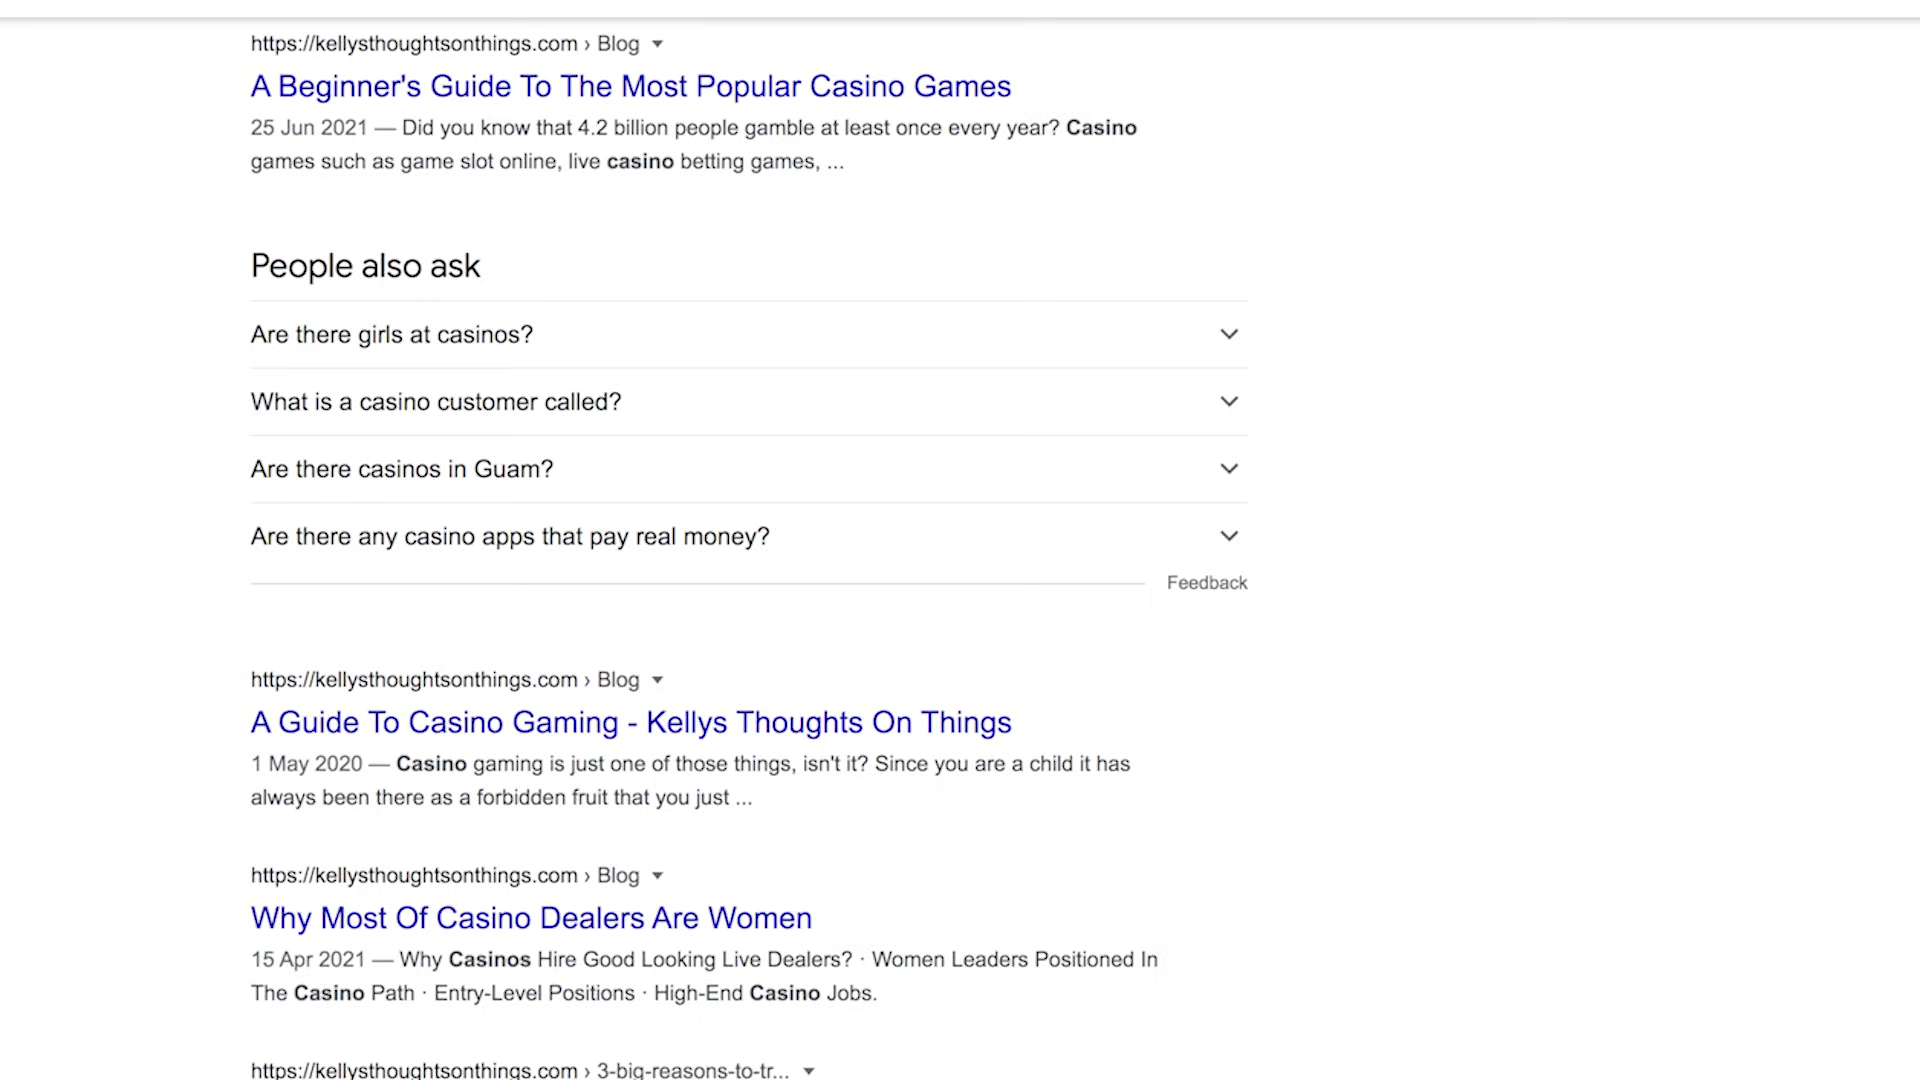 https://kellysthoughtsonthings.com › Blog
A Beginner's Guide To The Most Popular Casino Games
25 Jun 2021 — Did you know that 4.2 billion people gamble at least once every year? Casino
games such as game slot online, live casino betting games, ...
People also ask
Are there girls at casinos?
What is a casino customer called?
Are there casinos in Guam?
Are there any casino apps that pay real money?
Feedback
https://kellysthoughtsonthings.com › Blog
A Guide To Casino Gaming - Kellys Thoughts On Things
1 May 2020 — Casino gaming is just one of those things, isn't it? Since you are a child it has
always been there as a forbidden fruit that you just ...
https://kellysthoughtsonthings.com › Blog
Why Most Of Casino Dealers Are Women
15 Apr 2021 — Why Casinos Hire Good Looking Live Dealers? · Women Leaders Positioned In
The Casino Path · Entry-Level Positions · High-End Casino Jobs.
https://kellysthoughtsonthings.com › 3-big-reasons-to-tr...